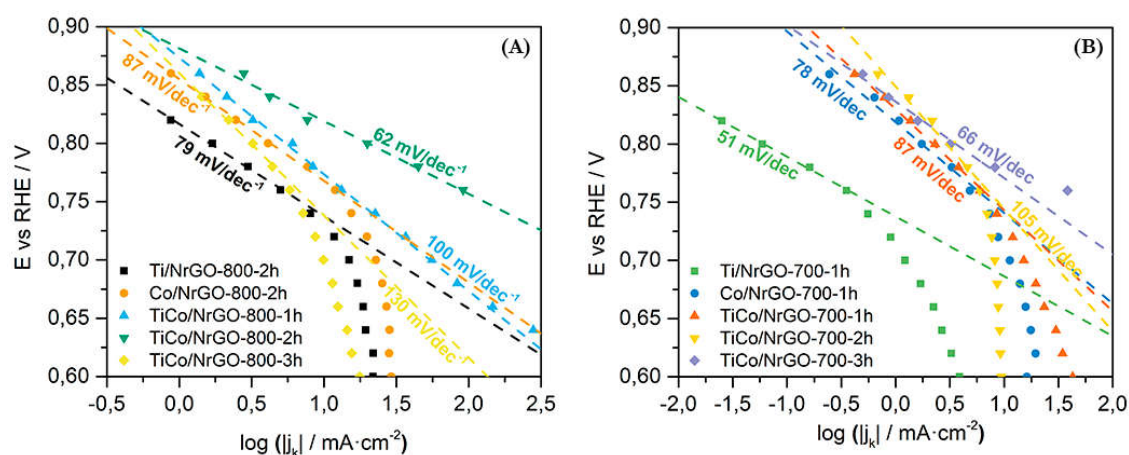 (A)
E vs RHE / V
0,90
0,85
0,80
0,75
0,70
0,65
0,60
87 mV/dec⁻¹
79 mV/dec⁻¹
62 mV/dec⁻¹
100 mV/dec⁻¹
130 mV/dec⁻¹
Ti/NrGO-800-2h
Co/NrGO-800-2h
TiCo/NrGO-800-1h
TiCo/NrGO-800-2h
TiCo/NrGO-800-3h
-0,5 0,0 0,5 1,0 1,5 2,0 2,5
log (|jₖ| / mA·cm⁻²)
(B)
E vs RHE / V
0,90
0,85
0,80
0,75
0,70
0,65
0,60
78 mV/dec
51 mV/dec
66 mV/dec
87 mV/dec
105 mV/dec
Ti/NrGO-700-1h
Co/NrGO-700-1h
TiCo/NrGO-700-1h
TiCo/NrGO-700-2h
TiCo/NrGO-700-3h
-2,0 -1,5 -1,0 -0,5 0,0 0,5 1,0 1,5 2,0
log (|jₖ| / mA·cm⁻²)